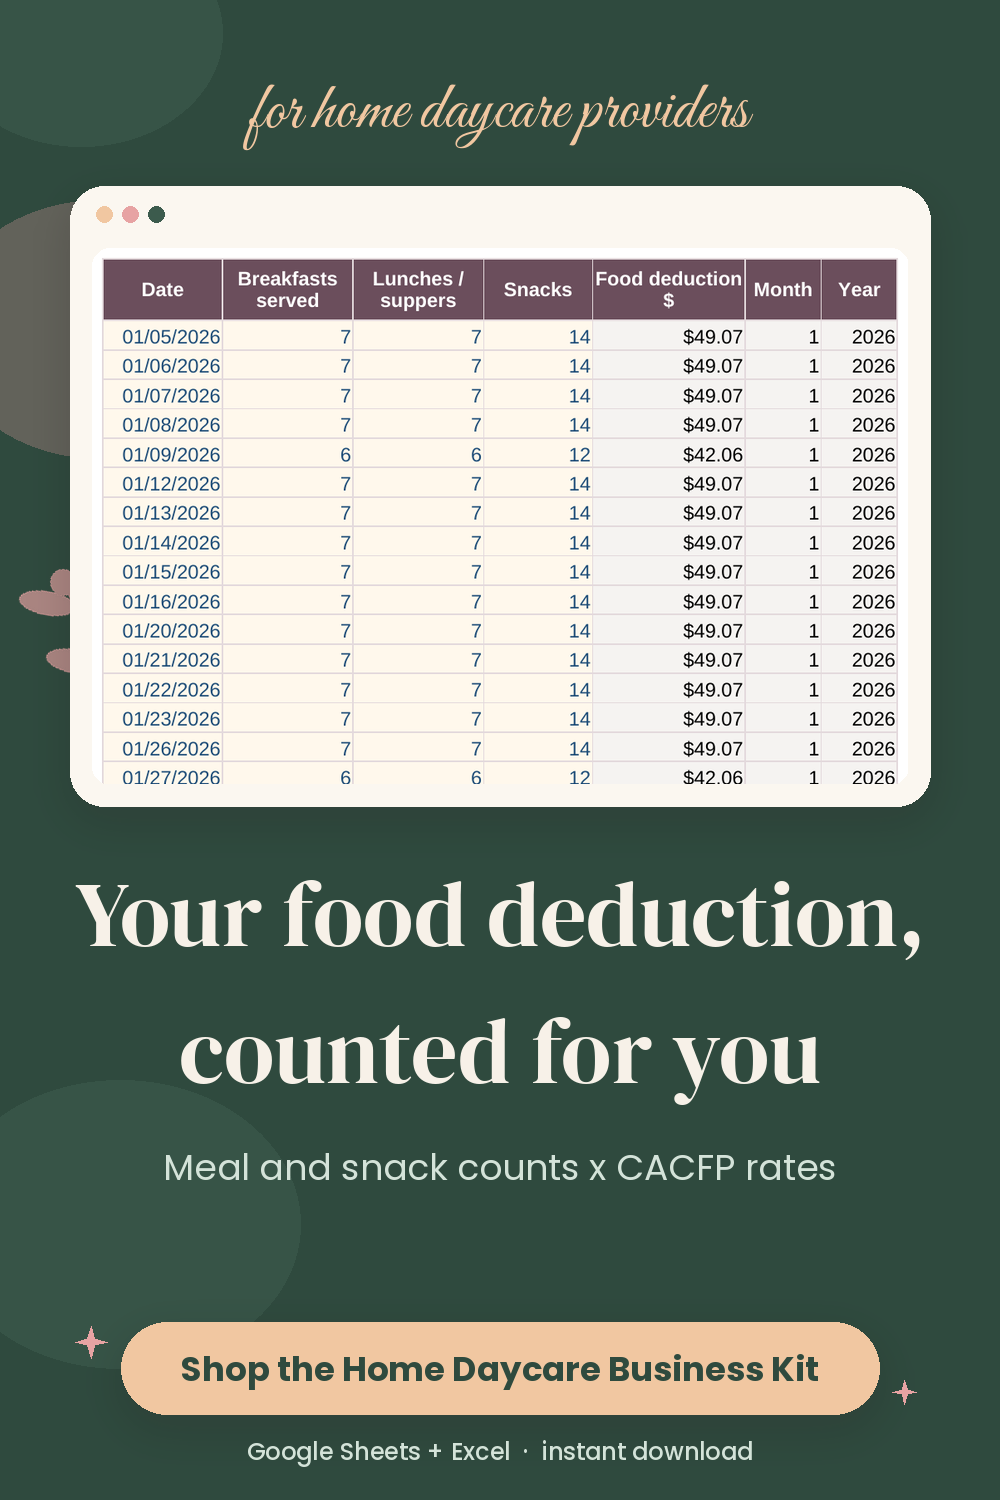 for home daycare providers
Date Breakfasts served Lunches / suppers Snacks Food deduction $ Month Year
01/05/2026 7 7 14 $49.07 1 2026
01/06/2026 7 7 14 $49.07 1 2026
01/07/2026 7 7 14 $49.07 1 2026
01/08/2026 7 7 14 $49.07 1 2026
01/09/2026 6 6 12 $42.06 1 2026
01/12/2026 7 7 14 $49.07 1 2026
01/13/2026 7 7 14 $49.07 1 2026
01/14/2026 7 7 14 $49.07 1 2026
01/15/2026 7 7 14 $49.07 1 2026
01/16/2026 7 7 14 $49.07 1 2026
01/20/2026 7 7 14 $49.07 1 2026
01/21/2026 7 7 14 $49.07 1 2026
01/22/2026 7 7 14 $49.07 1 2026
01/23/2026 7 7 14 $49.07 1 2026
01/26/2026 7 7 14 $49.07 1 2026
01/27/2026 6 6 12 $42.06 1 2026
Your food deduction,
counted for you
Meal and snack counts x CACFP rates
Shop the Home Daycare Business Kit
Google Sheets + Excel · instant download